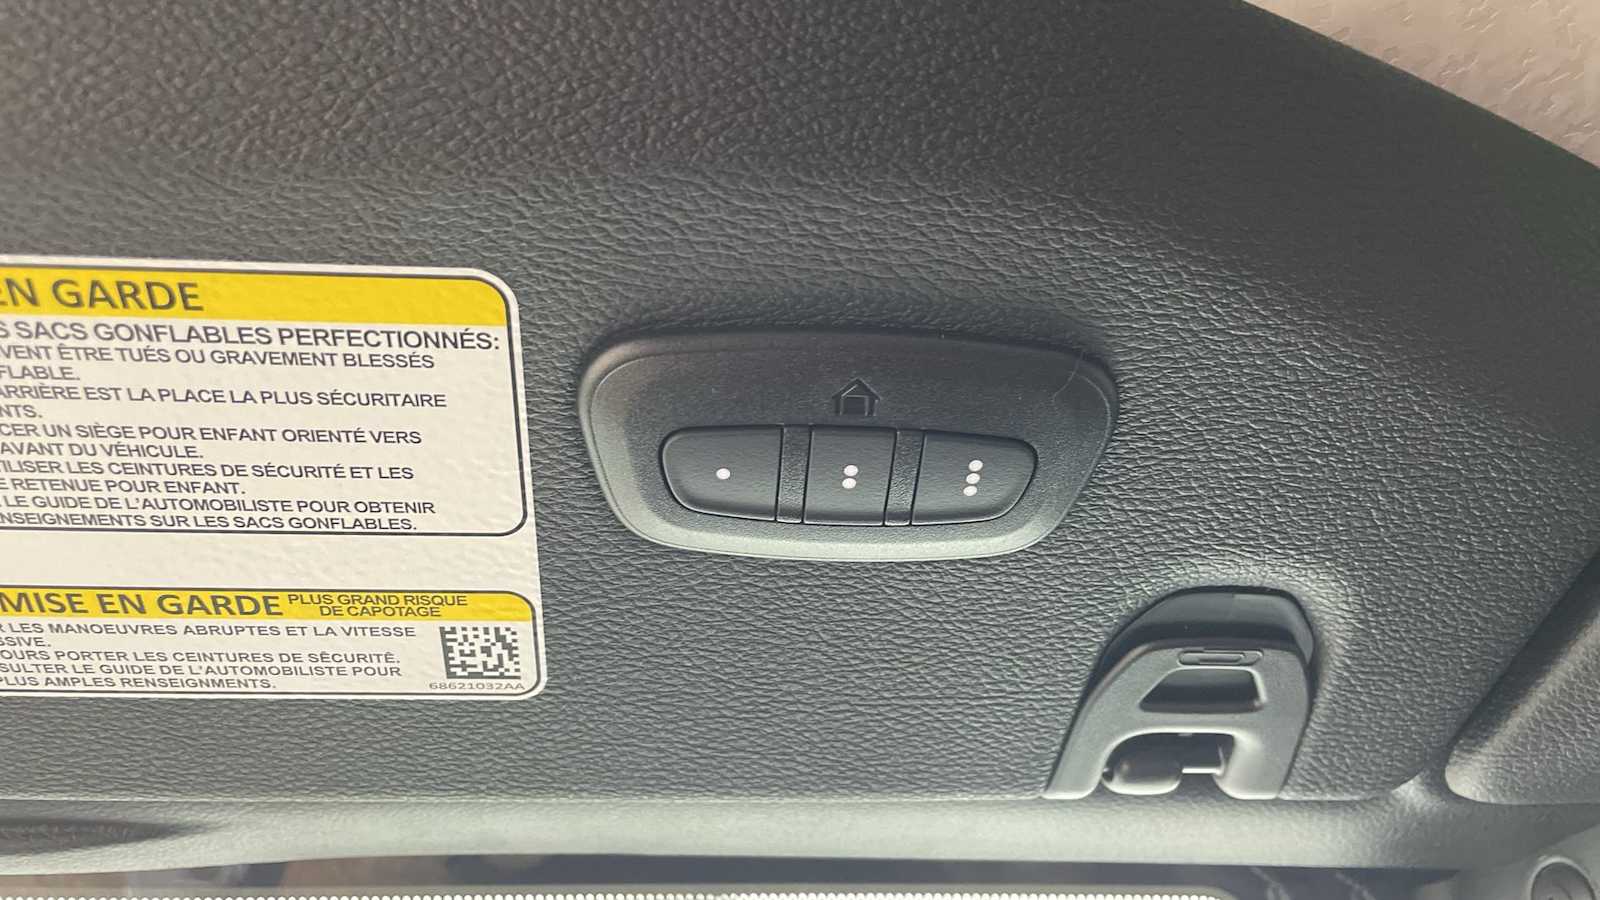 EN GARDE
SACS GONFLABLES PERFECTIONNÉS:
VENT ÊTRE TUÉS OU GRAVEMENT BLESSÉS
FLABLE.
ARRIÈRE EST LA PLACE LA PLUS SÉCURITAIRE
NTS.
CER UN SIÈGE POUR ENFANT ORIENTÉ VERS
AVANT DU VÉHICULE.
TILISER LES CEINTURES DE SÉCURITÉ ET LES
E RETENUE POUR ENFANT.
LE GUIDE DE L'AUTOMOBILISTE POUR OBTENIR
NSEIGNEMENTS SUR LES SACS GONFLABLES.
MISE EN GARDE PLUS GRAND RISQUE
DE CAPOTAGE
R LES MANOEUVRES ABRUPTES ET LA VITESSE
SSIVE.
OURS PORTER LES CEINTURES DE SÉCURITÉ.
SULTER LE GUIDE DE L'AUTOMOBILISTE POUR
PLUS AMPLES RENSEIGNMENTS.
68621032AA